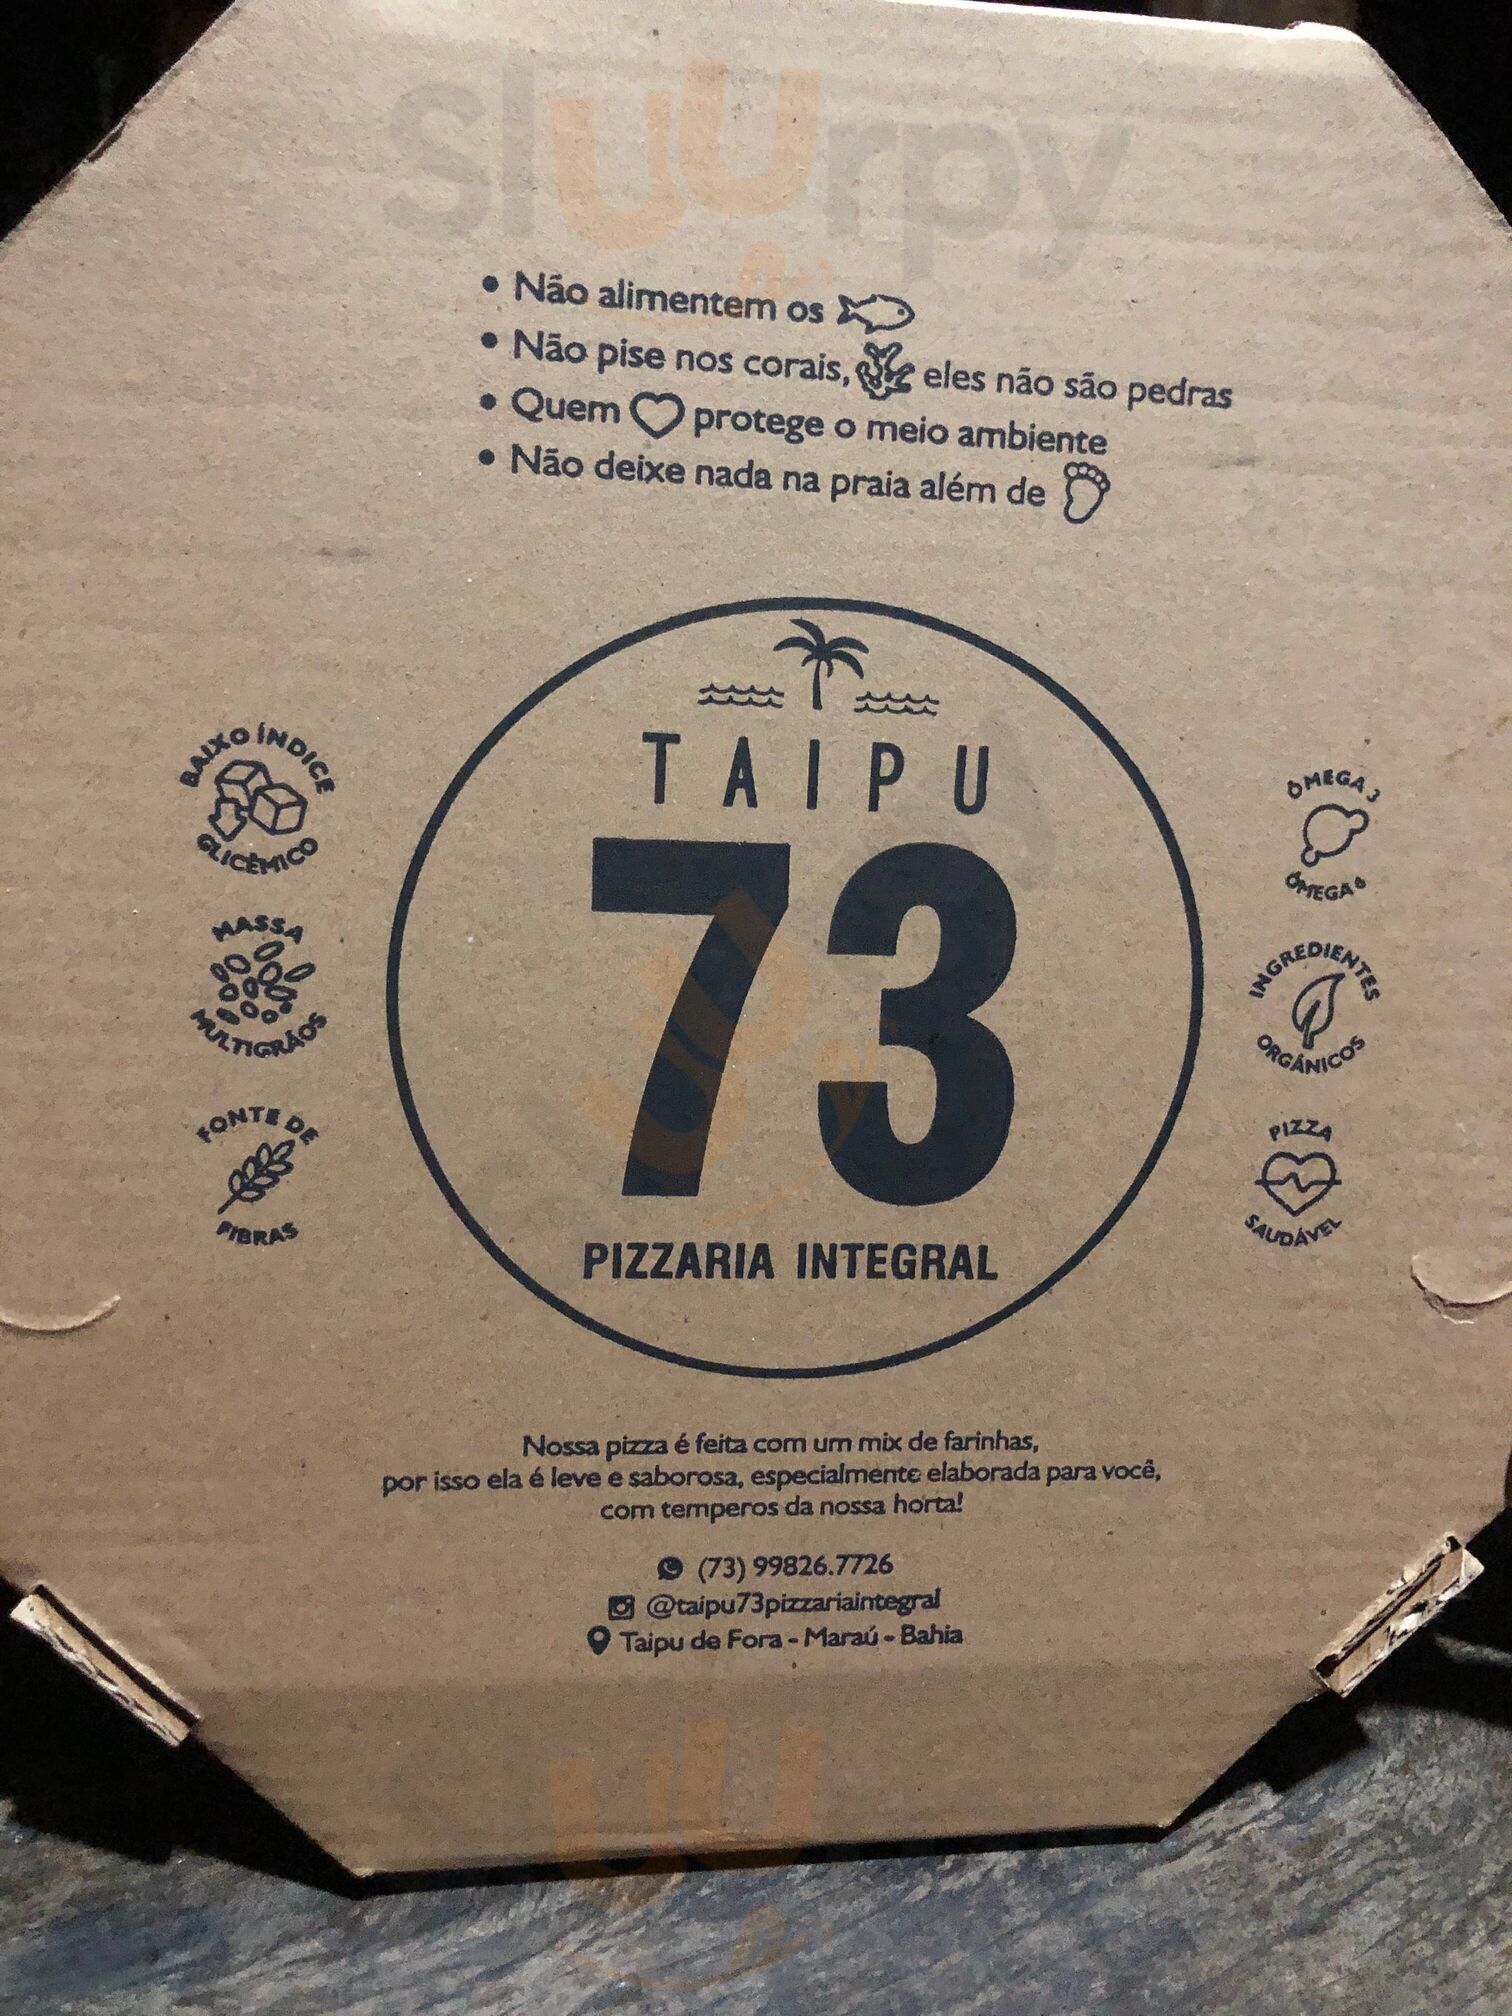 sluurpy
• Não alimentem os
• Não pise nos corais, eles não são pedras
• Quem protege o meio ambiente
• Não deixe nada na praia além de
TAIPU
73
PIZZARIA INTEGRAL
BAIXO ÍNDICE
GLICÊMICO
MASSA
MULTIGRÃOS
FONTE DE
FIBRAS
ÔMEGA 3
ÔMEGA 6
INGREDIENTES
ORGÂNICOS
PIZZA
SAUDÁVEL
Nossa pizza é feita com um mix de farinhas,
por isso ela é leve e saborosa, especialmente elaborada para você,
com temperos da nossa horta!
(73) 99826.7726
@taipu73pizzariaintegral
Taipu de Fora - Maraú - Bahia